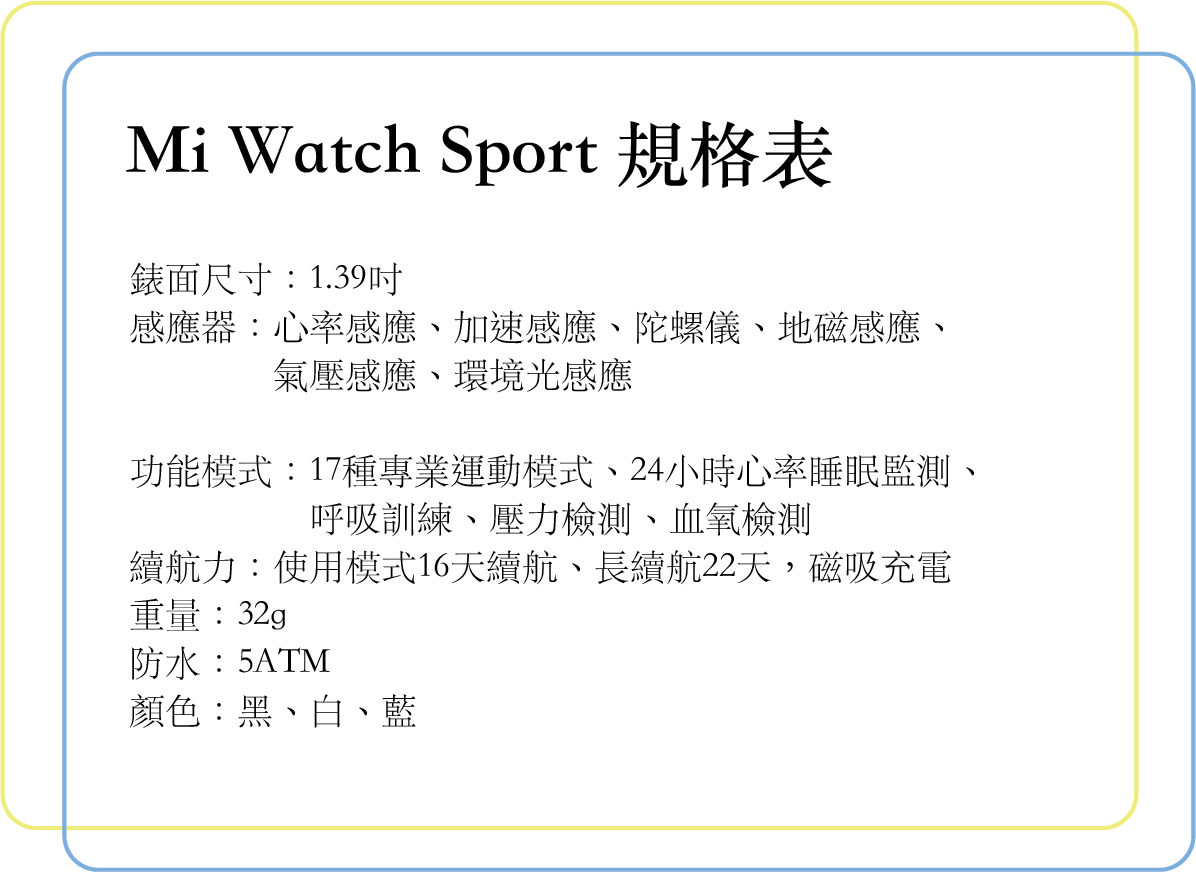 Mi Watch Sport 規格表
錶面尺寸：1.39吋
感應器：心率感應、加速感應、陀螺儀、地磁感應、
氣壓感應、環境光感應
功能模式：17種專業運動模式、24小時心率睡眠監測、
呼吸訓練、壓力檢測、血氧檢測
續航力：使用模式16天續航、長續航22天，磁吸充電
重量：32g
防水：5ATM
顏色：黑、白、藍